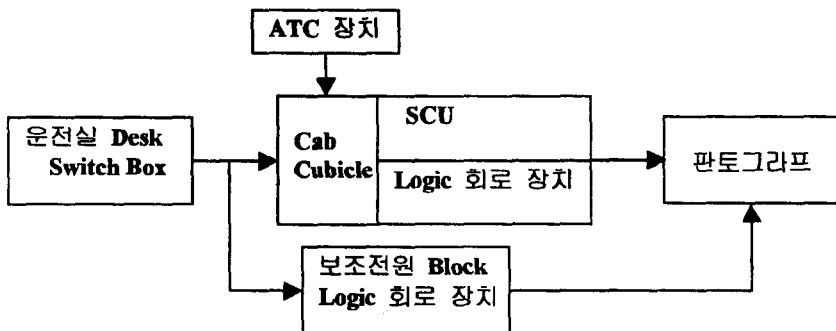 ATC 장치
운전실 Desk
Switch Box
Cab
Cubicle
SCU
Logic 회로 장치
판토그라프
보조전원 Block
Logic 회로 장치